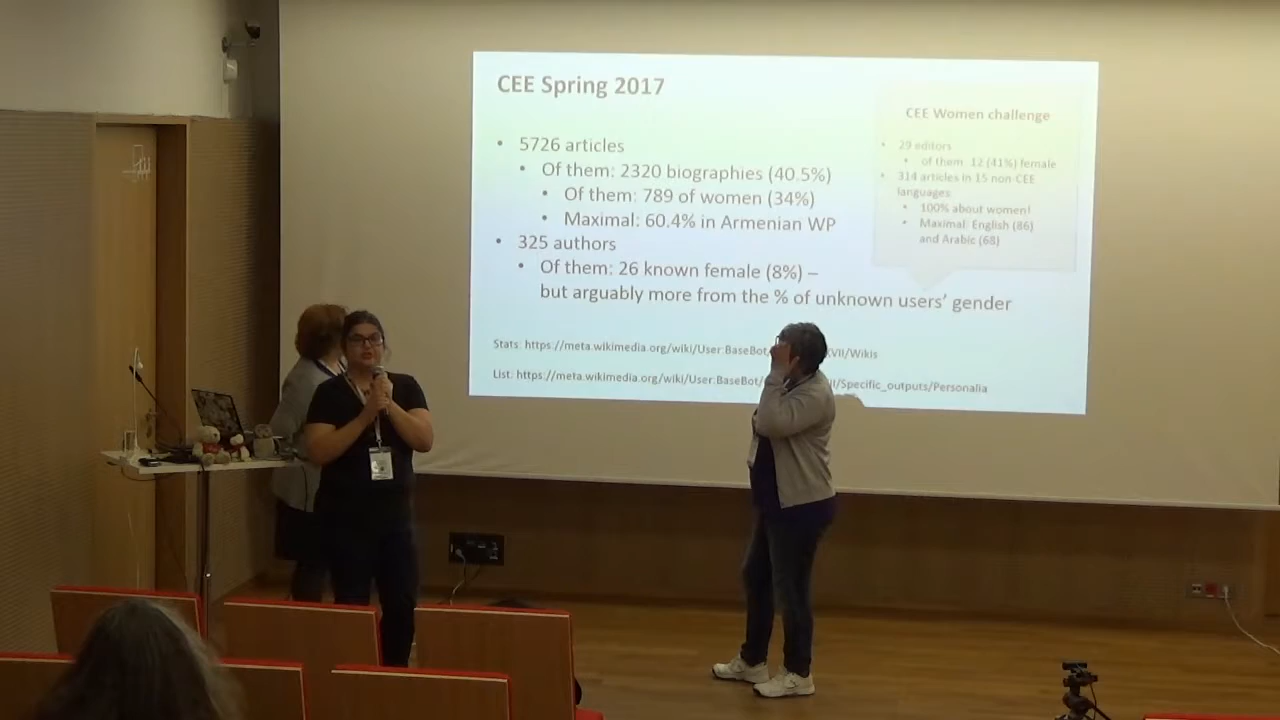 CEE Spring 2017
• 5726 articles
• Of them: 2320 biographies (40.5%)
• Of them: 789 of women (34%)
• Maximal: 60.4% in Armenian WP
• 325 authors
• Of them: 26 known female (8%) –
but arguably more from the % of unknown users' gender
CEE Women challenge
• 29 editors
• of them: 12 (41%) female
• 314 articles in 15 non CEE
languages:
• 100% about women!
• Maximal: English (86)
and Arabic (68)
Stats: https://meta.wikimedia.org/wiki/User:BaseBot/ VII/Wikis
List: https://meta.wikimedia.org/wiki/User:BaseBot/ /Specific_outputs/Personalia